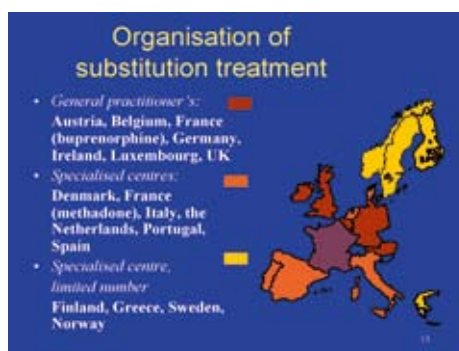 Organisation of
substitution treatment
• General practitioner's:
Austria, Belgium, France
(buprenorphine), Germany,
Ireland, Luxembourg, UK
• Specialised centres:
Denmark, France
(methadone), Italy, the
Netherlands, Portugal,
Spain
• Specialised centre,
limited number
Finland, Greece, Sweden,
Norway